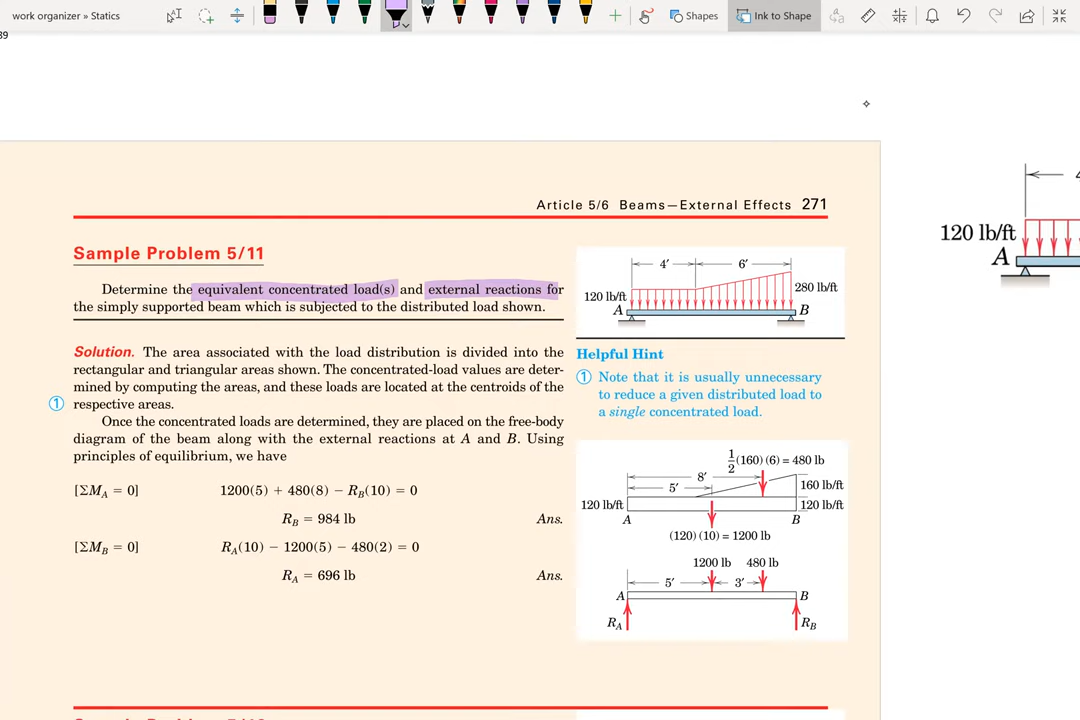 work organizer » Statics
Shapes
Ink to Shape
39
Article 5/6 Beams—External Effects 271
Sample Problem 5/11
Determine the equivalent concentrated load(s) and external reactions for
the simply supported beam which is subjected to the distributed load shown.
Solution. The area associated with the load distribution is divided into the
rectangular and triangular areas shown. The concentrated-load values are deter-
mined by computing the areas, and these loads are located at the centroids of the
① respective areas.
Once the concentrated loads are determined, they are placed on the free-body
diagram of the beam along with the external reactions at A and B. Using
principles of equilibrium, we have
[ΣM_A = 0] 1200(5) + 480(8) − R_B(10) = 0
R_B = 984 lb Ans.
[ΣM_B = 0] R_A(10) − 1200(5) − 480(2) = 0
R_A = 696 lb Ans.
4′ 6′
120 lb/ft 280 lb/ft
A B
Helpful Hint
① Note that it is usually unnecessary
to reduce a given distributed load to
a single concentrated load.
1/2 (160)(6) = 480 lb
8′
5′ 160 lb/ft
120 lb/ft 120 lb/ft
A B
(120)(10) = 1200 lb
1200 lb 480 lb
5′ 3′
A B
R_A R_B
120 lb/ft
A